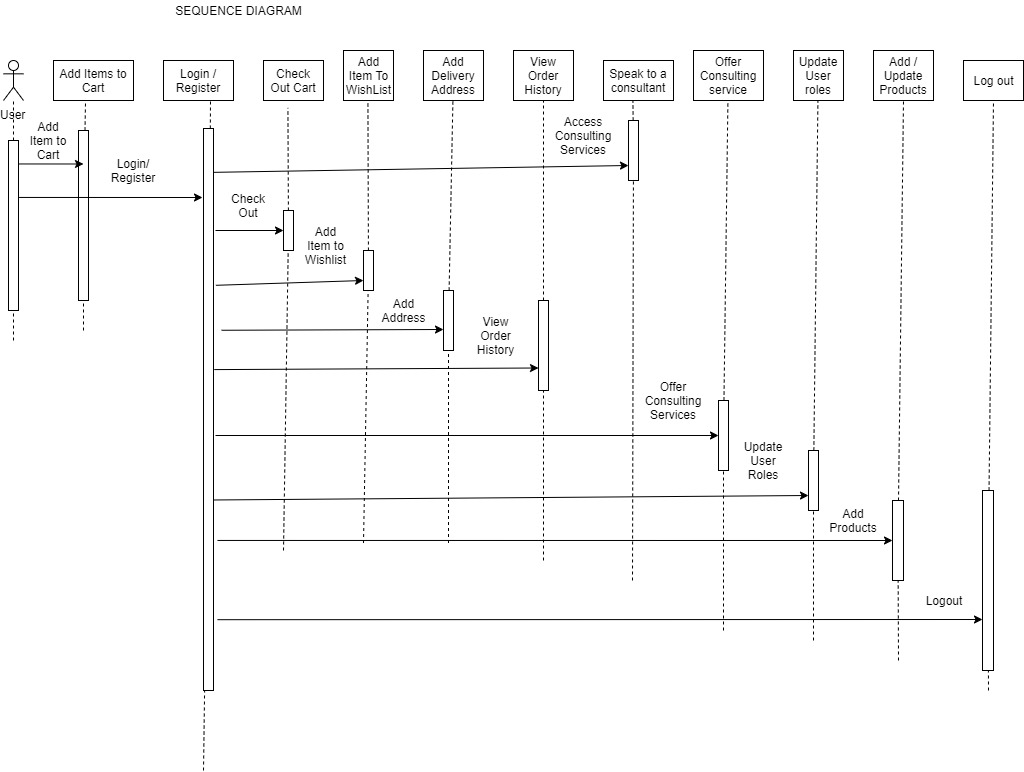 SEQUENCE DIAGRAM
User
Add Items to
Cart
Login /
Register
Check
Out Cart
Add
Item To
WishList
Add
Delivery
Address
View
Order
History
Speak to a
consultant
Offer
Consulting
service
Update
User
roles
Add /
Update
Products
Log out
Add
Item to
Cart
Login/
Register
Access
Consulting
Services
Check
Out
Add
Item to
Wishlist
Add
Address
View
Order
History
Offer
Consulting
Services
Update
User
Roles
Add
Products
Logout